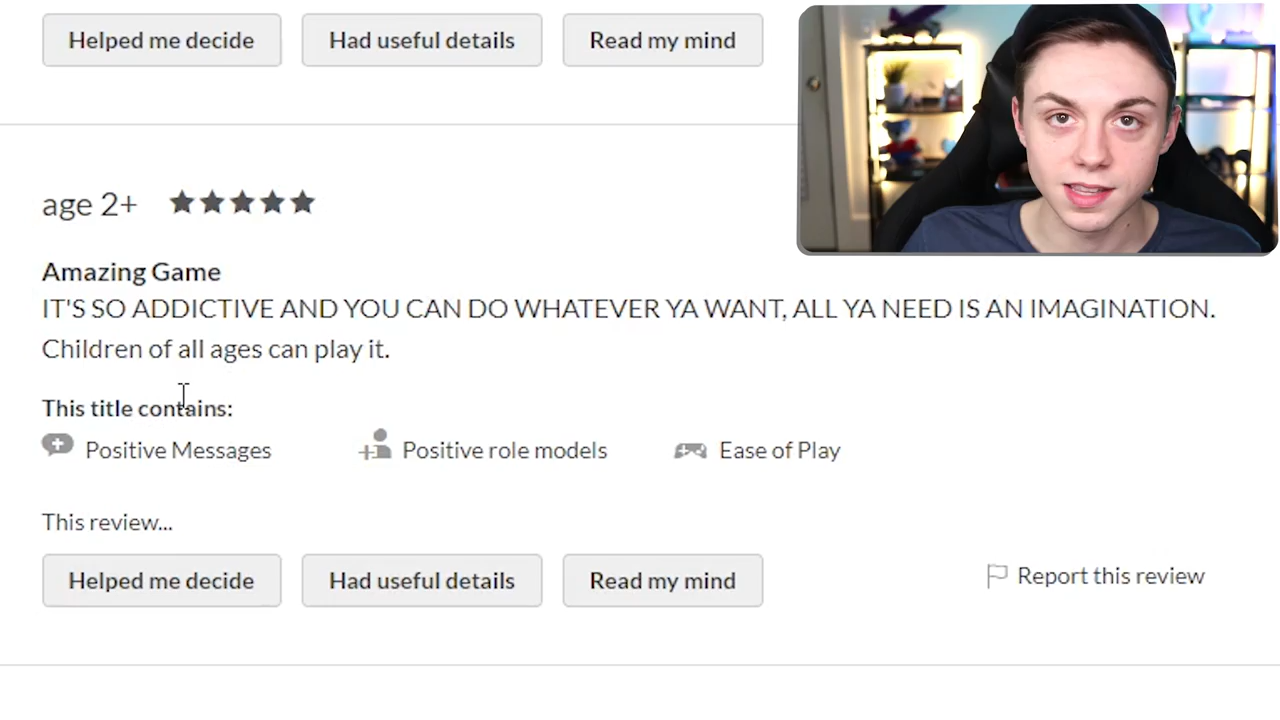 Helped me decide Had useful details Read my mind
age 2+
Amazing Game
IT'S SO ADDICTIVE AND YOU CAN DO WHATEVER YA WANT, ALL YA NEED IS AN IMAGINATION.
Children of all ages can play it.
This title contains:
Positive Messages Positive role models Ease of Play
This review...
Helped me decide Had useful details Read my mind Report this review